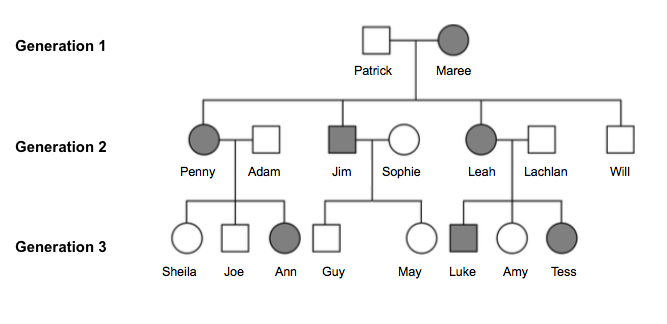 Generation 1
Patrick Maree
Generation 2
Penny Adam Jim Sophie Leah Lachlan Will
Generation 3
Sheila Joe Ann Guy May Luke Amy Tess